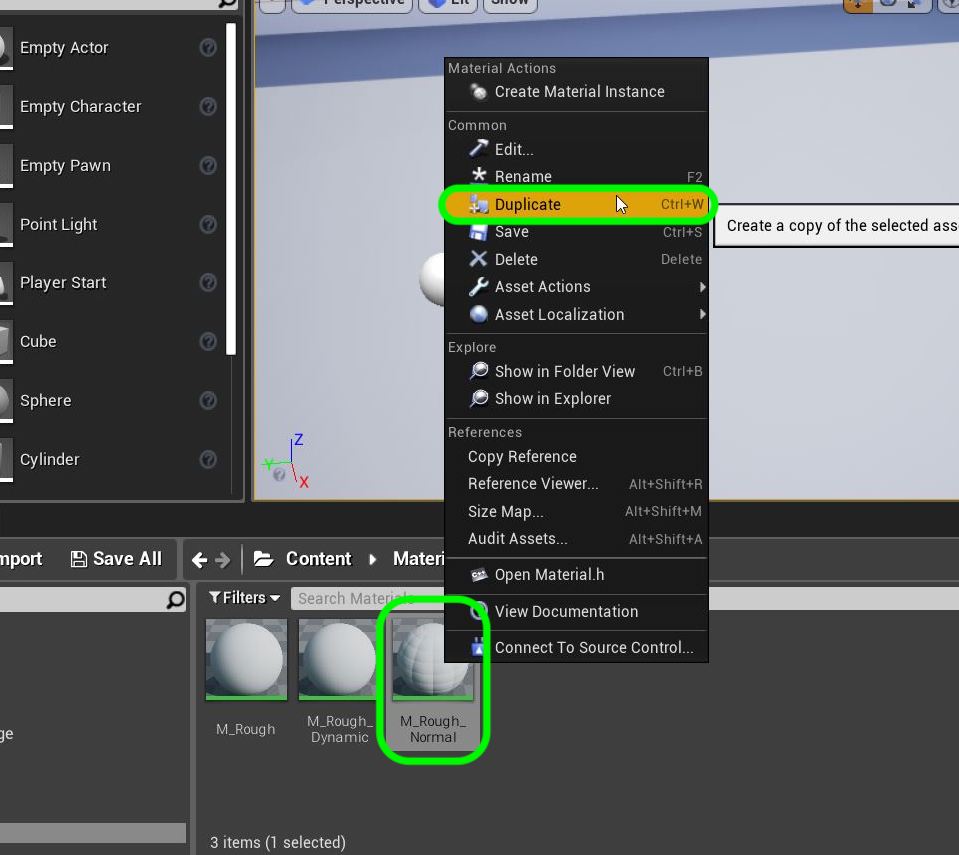 Perspective
Lit
Show
Empty Actor
Empty Character
Empty Pawn
Point Light
Player Start
Cube
Sphere
Cylinder
Material Actions
Create Material Instance
Common
Edit...
Rename F2
Duplicate Ctrl+W
Save Ctrl+S
Delete Delete
Asset Actions
Asset Localization
Explore
Show in Folder View Ctrl+B
Show in Explorer
References
Copy Reference
Reference Viewer... Alt+Shift+R
Size Map... Alt+Shift+M
Audit Assets... Alt+Shift+A
Open Material.h
View Documentation
Connect To Source Control...
Create a copy of the selected ass
Z
Y
X
mport
Save All
Content
Materi
Filters
Search Materials
M_Rough
M_Rough_
Dynamic
M_Rough_
Normal
ge
3 items (1 selected)